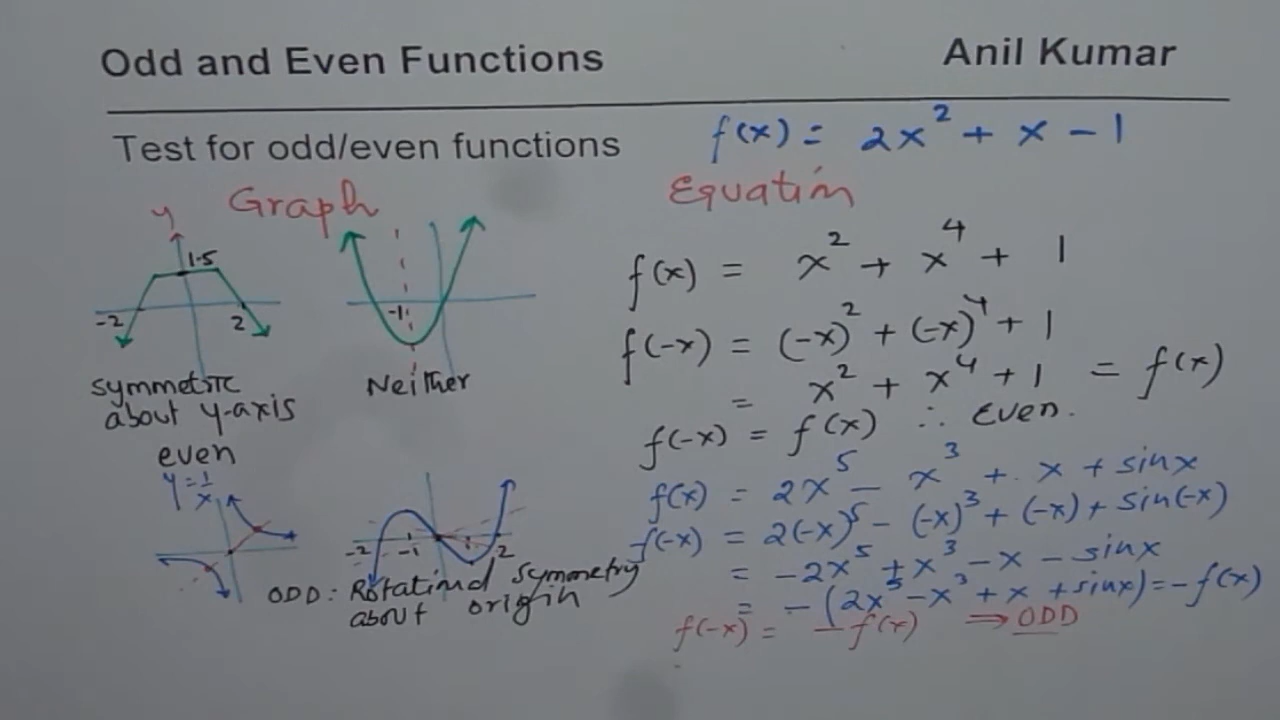 Odd and Even Functions
Anil Kumar
Test for odd/even functions
f(x) = 2x² + x - 1
Graph
Equation
y
1.5
-2
2
symmetric
about y-axis
even
-1
Neither
y = 1/x
-2
-1
1
2
ODD: Rotational symmetry
about origin
f(x) = x² + x⁴ + 1
f(-x) = (-x)² + (-x)⁴ + 1
= x² + x⁴ + 1 = f(x)
f(-x) = f(x) ∴ Even.
f(x) = 2x⁵ - x³ + x + sinx
f(-x) = 2(-x)⁵ - (-x)³ + (-x) + sin(-x)
= -2x⁵ + x³ - x - sinx
= -(2x⁵ - x³ + x + sinx) = -f(x)
f(-x) = -f(x) ⇒ ODD